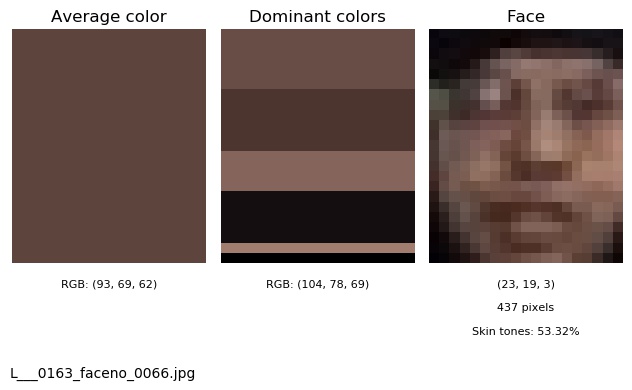 Average color
Dominant colors
Face
RGB: (93, 69, 62)
RGB: (104, 78, 69)
(23, 19, 3)
437 pixels
Skin tones: 53.32%
L___0163_faceno_0066.jpg